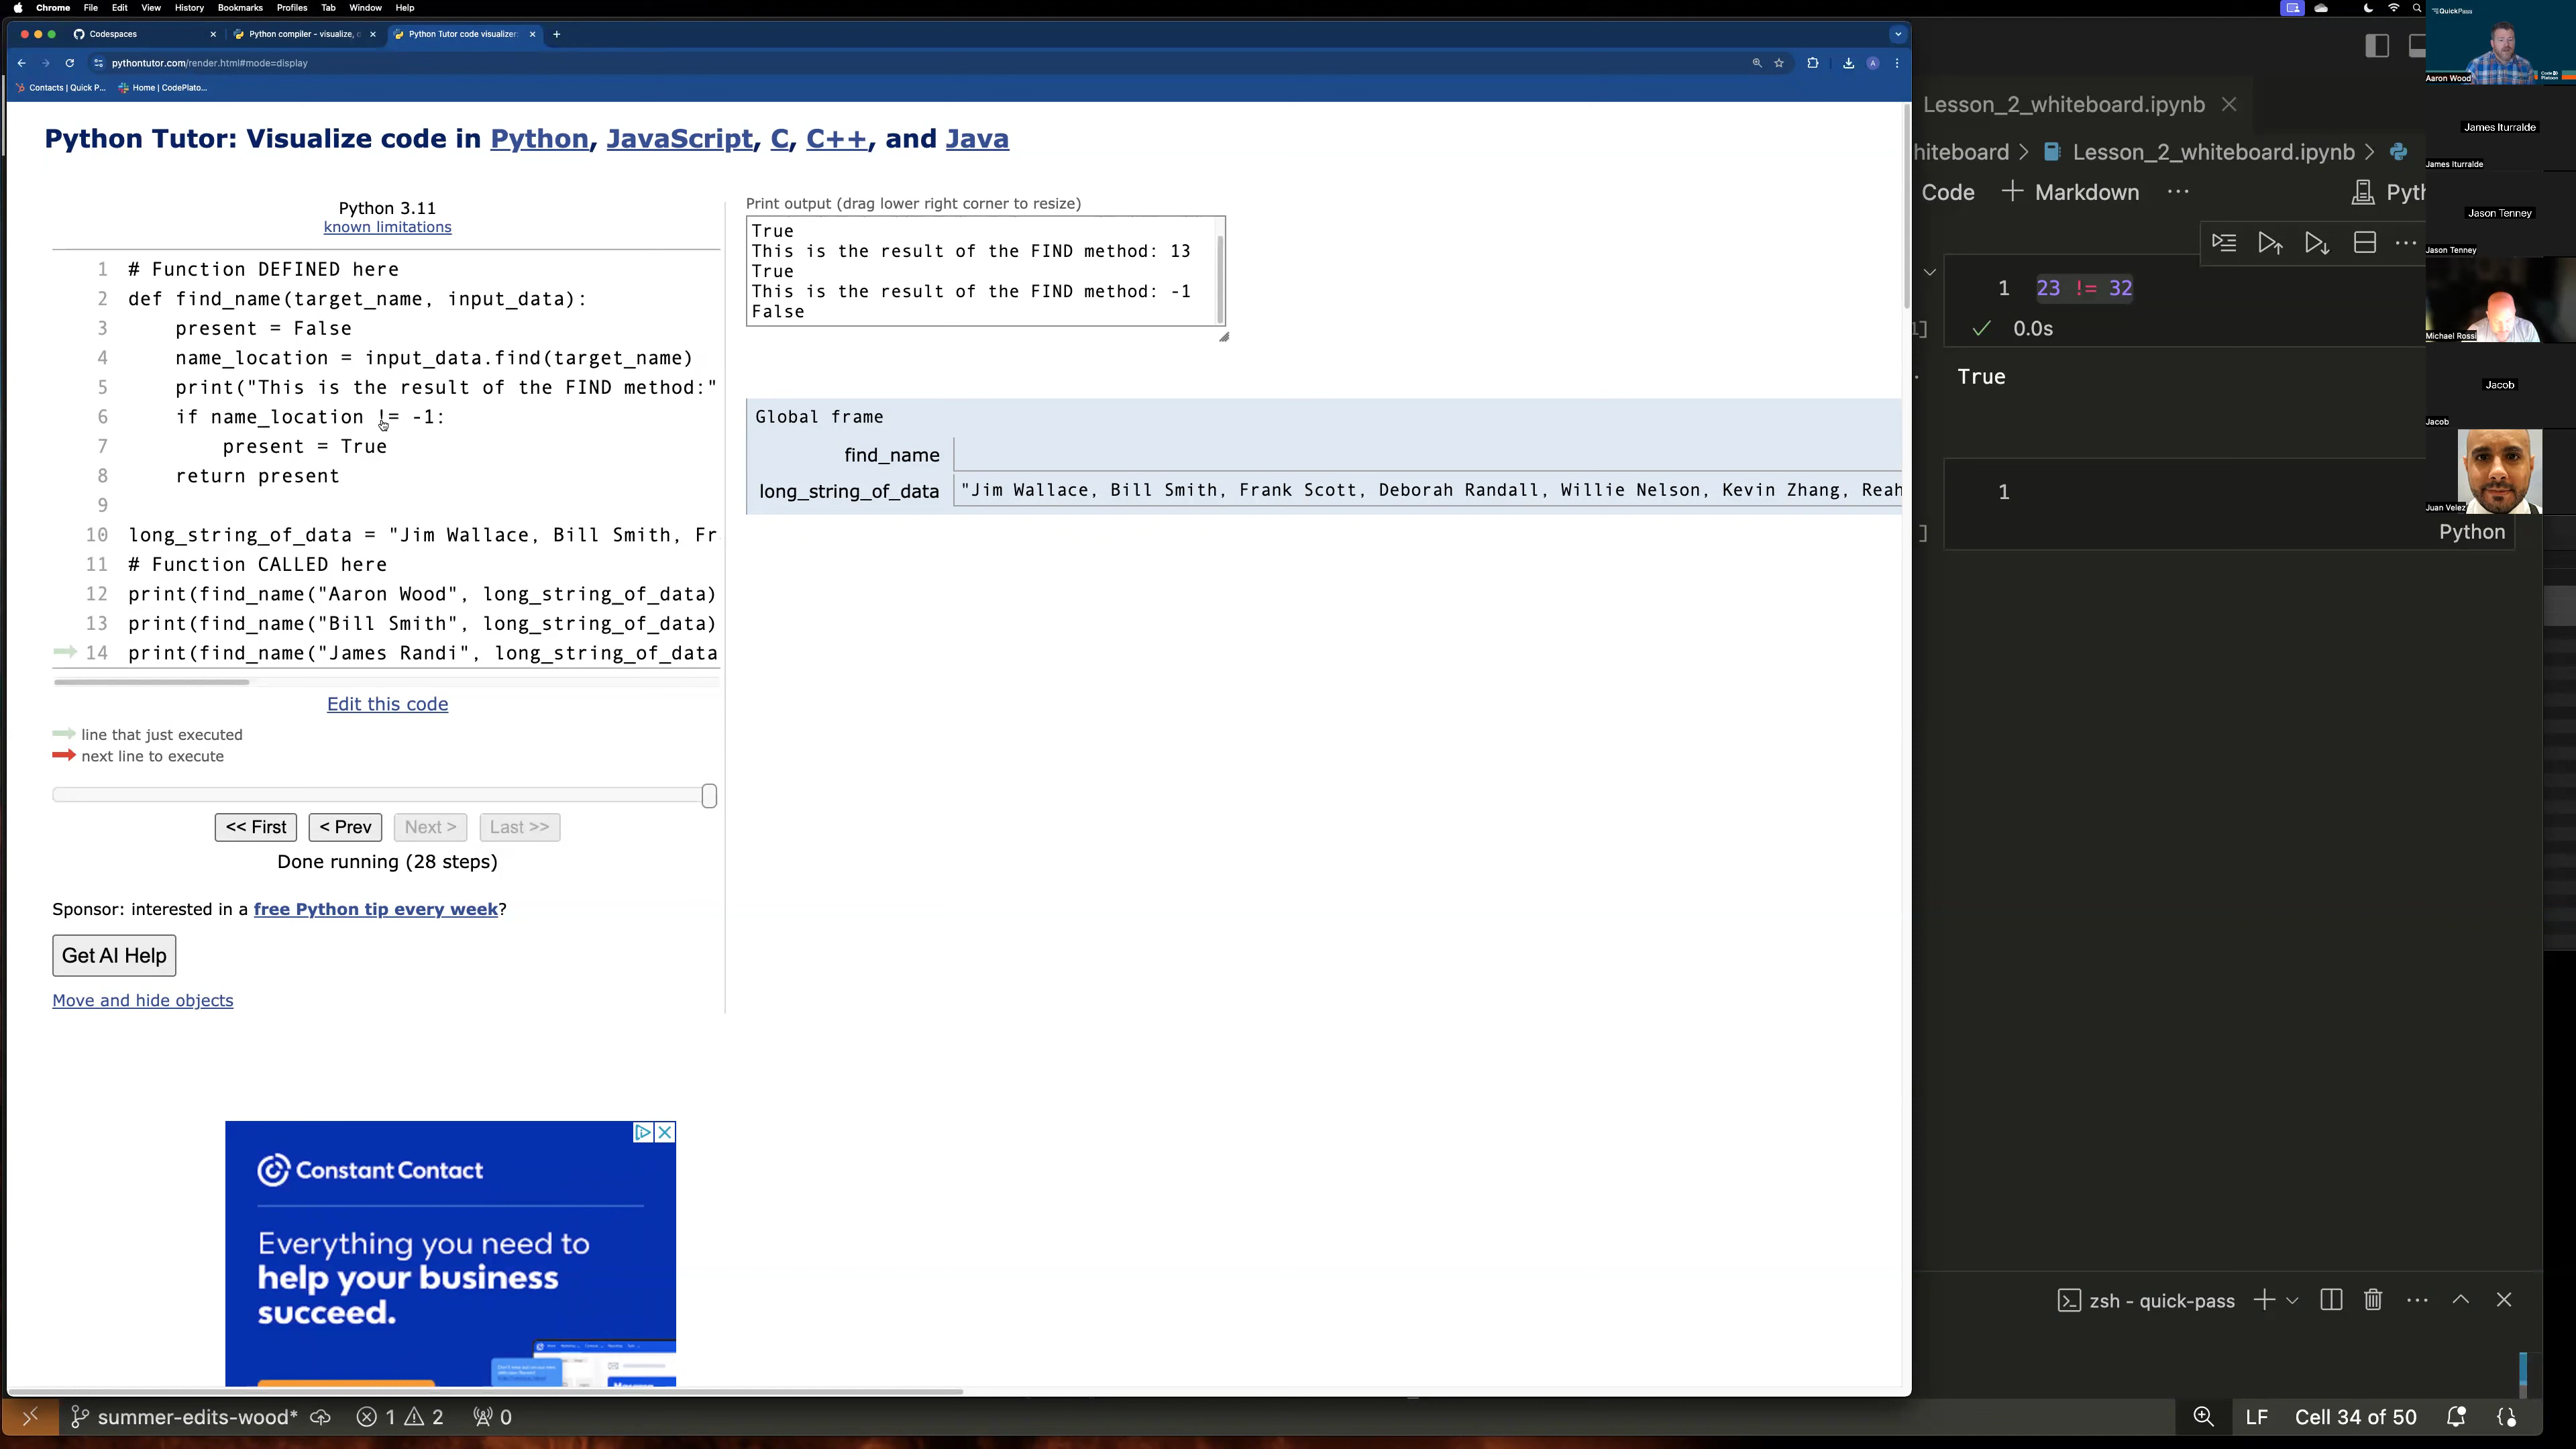 Chrome File Edit View History Bookmarks Profiles Tab Window Help
Codespaces
Python compiler - visualize,
Python Tutor code visualizer:
pythontutor.com/render.html#mode=display
Contacts | Quick P...
Home | CodePlato...
Python Tutor: Visualize code in Python, JavaScript, C, C++, and Java
Python 3.11
known limitations
1 # Function DEFINED here
2 def find_name(target_name, input_data):
3 present = False
4 name_location = input_data.find(target_name)
5 print("This is the result of the FIND method:"
6 if name_location != -1:
7 present = True
8 return present
9
10 long_string_of_data = "Jim Wallace, Bill Smith, Fr
11 # Function CALLED here
12 print(find_name("Aaron Wood", long_string_of_data)
13 print(find_name("Bill Smith", long_string_of_data)
14 print(find_name("James Randi", long_string_of_data
Edit this code
line that just executed
next line to execute
<< First
< Prev
Next >
Last >>
Done running (28 steps)
Sponsor: interested in a free Python tip every week?
Get AI Help
Move and hide objects
Constant Contact
Everything you need to
help your business
succeed.
Print output (drag lower right corner to resize)
True
This is the result of the FIND method: 13
True
This is the result of the FIND method: -1
False
Global frame
find_name
long_string_of_data "Jim Wallace, Bill Smith, Frank Scott, Deborah Randall, Willie Nelson, Kevin Zhang, Reah
Lesson_2_whiteboard.ipynb
hiteboard > Lesson_2_whiteboard.ipynb >
Code + Markdown ...
Pyth
1 23 != 32
0.0s
True
1
Python
zsh - quick-pass
QuickPass
Aaron Wood
James Iturralde
James Iturralde
Jason Tenney
Jason Tenney
Michael Rossi
Jacob
Jacob
Juan Velez
summer-edits-wood*
1
2
0
LF
Cell 34 of 50